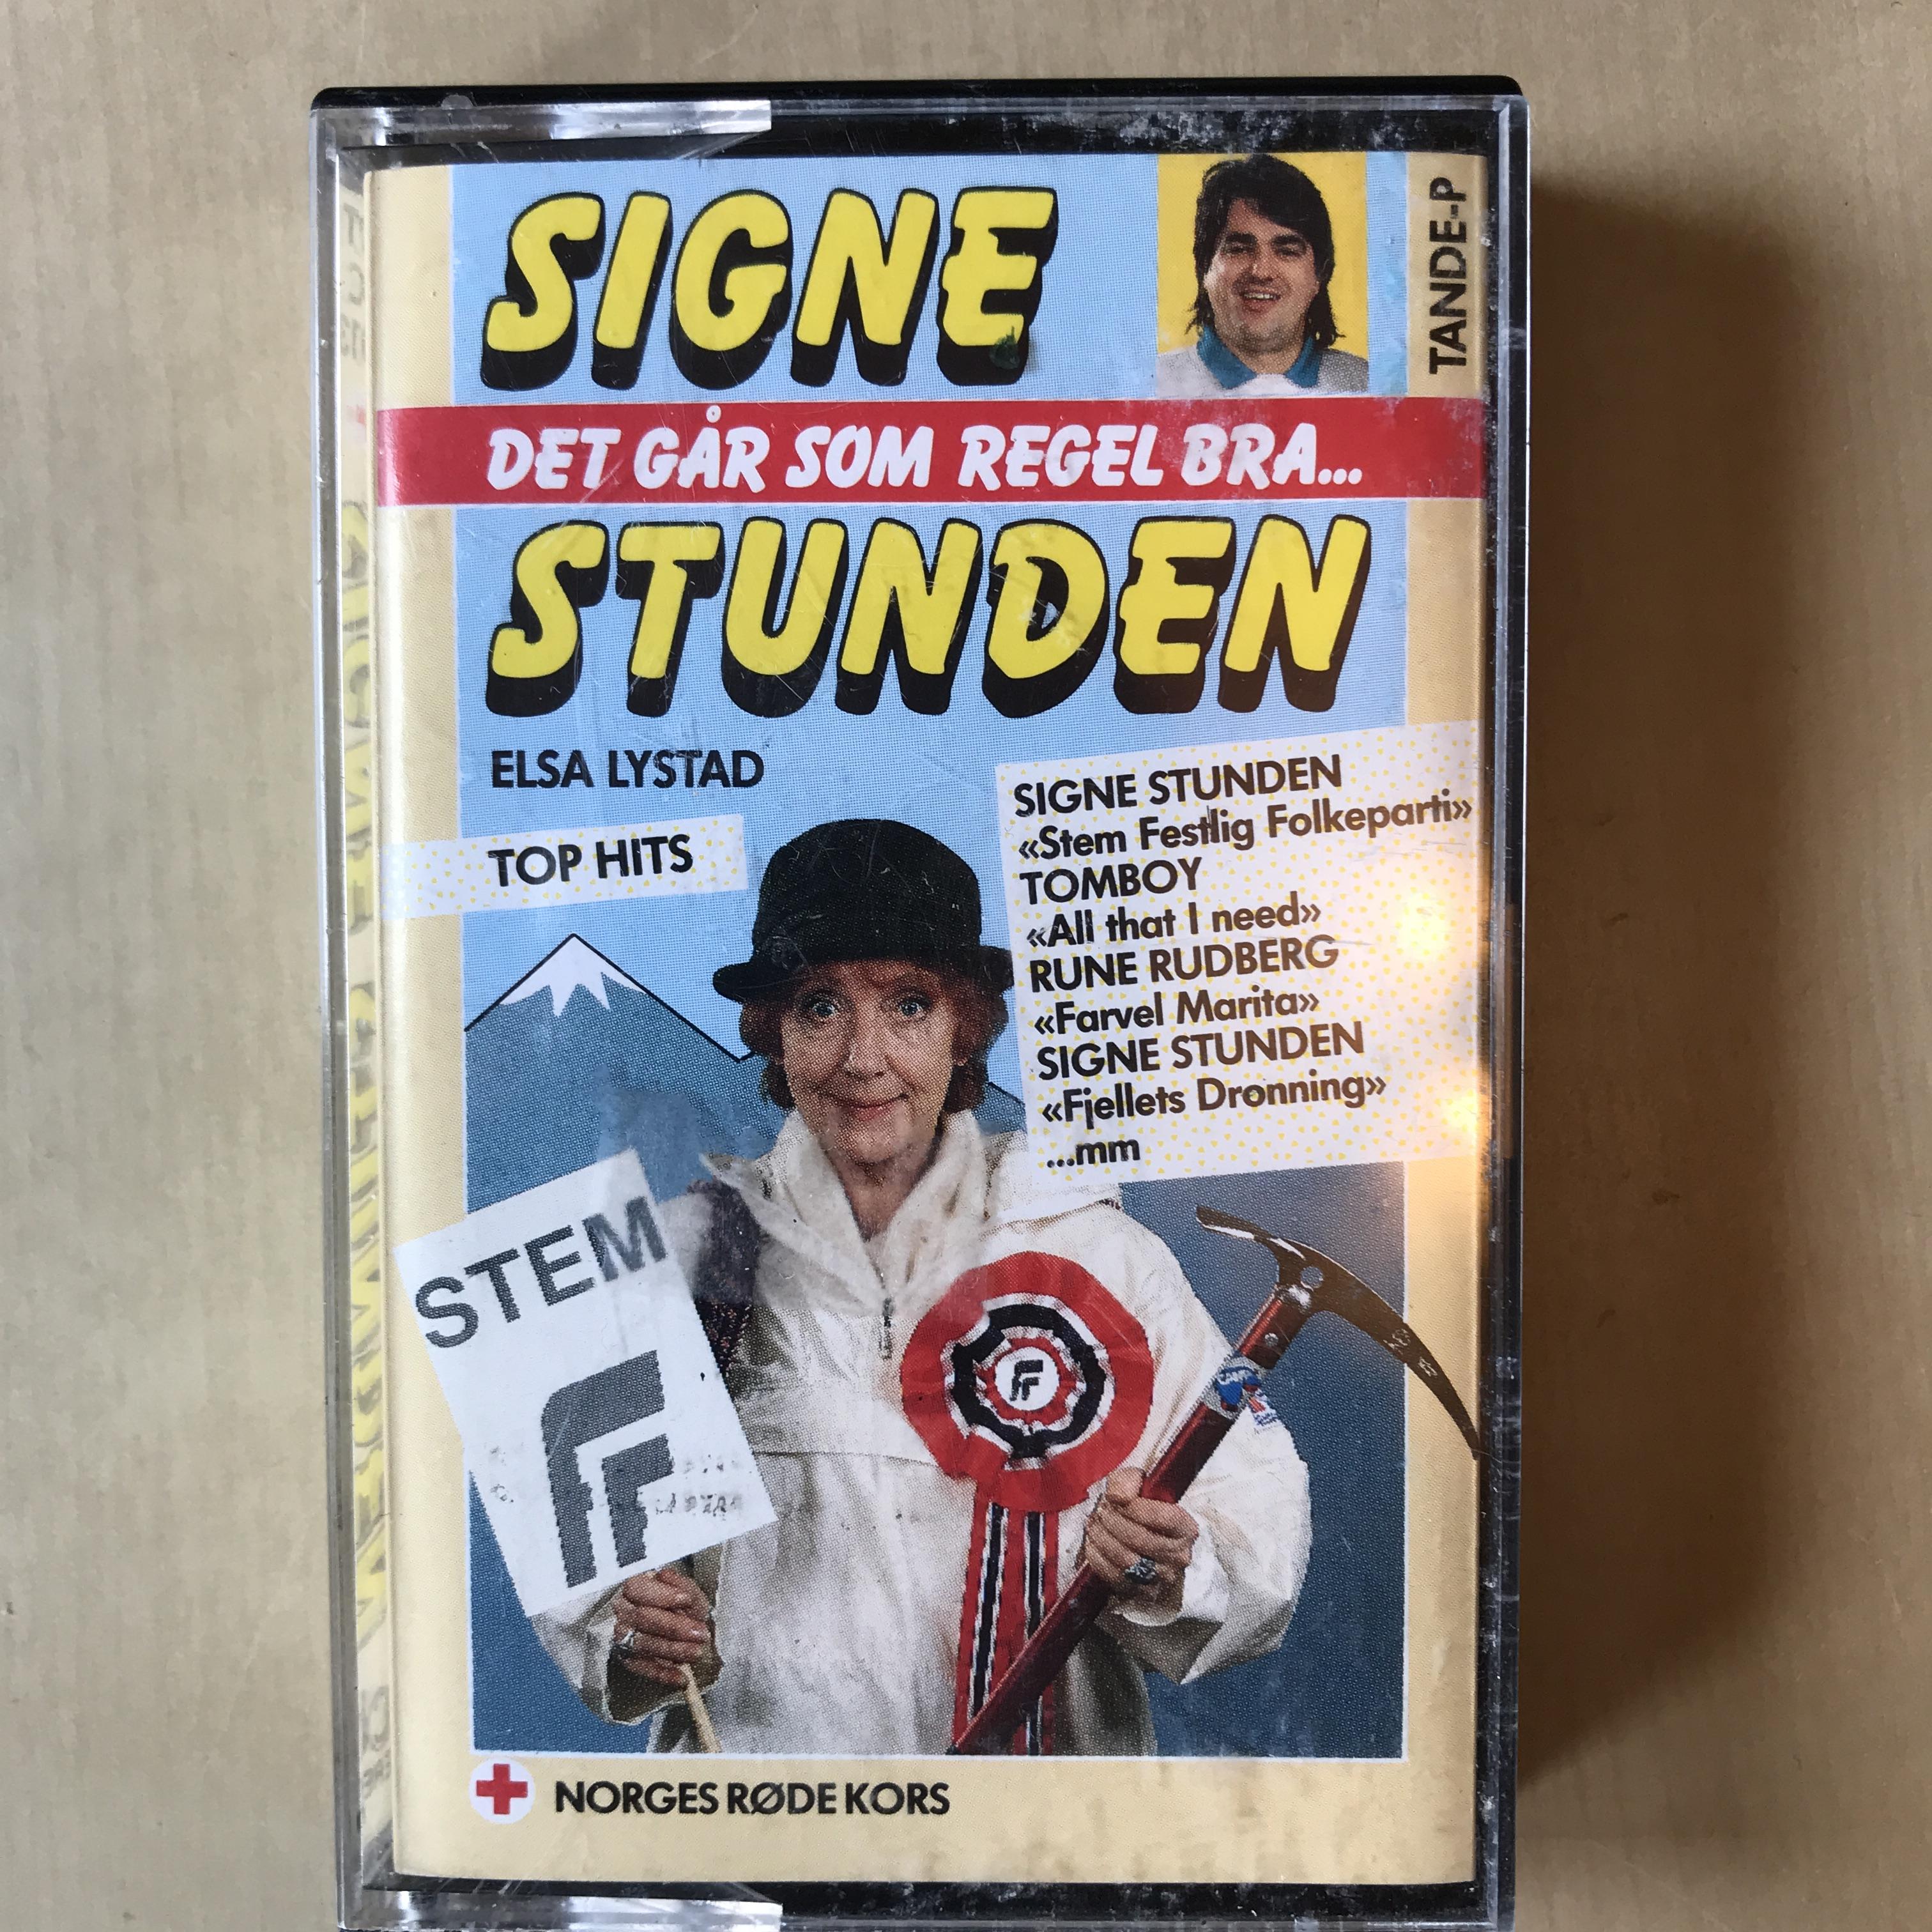 SIGNE
TANDE-P
DET GÅR SOM REGEL BRA...
STUNDEN
ELSA LYSTAD
TOP HITS
SIGNE STUNDEN
«Stem Festlig Folkeparti»
TOMBOY
«All that I need»
RUNE RUDBERG
«Farvel Marita»
SIGNE STUNDEN
«Fjellets Dronning»
...mm
STEM
FF
FF
NORGES RØDE KORS